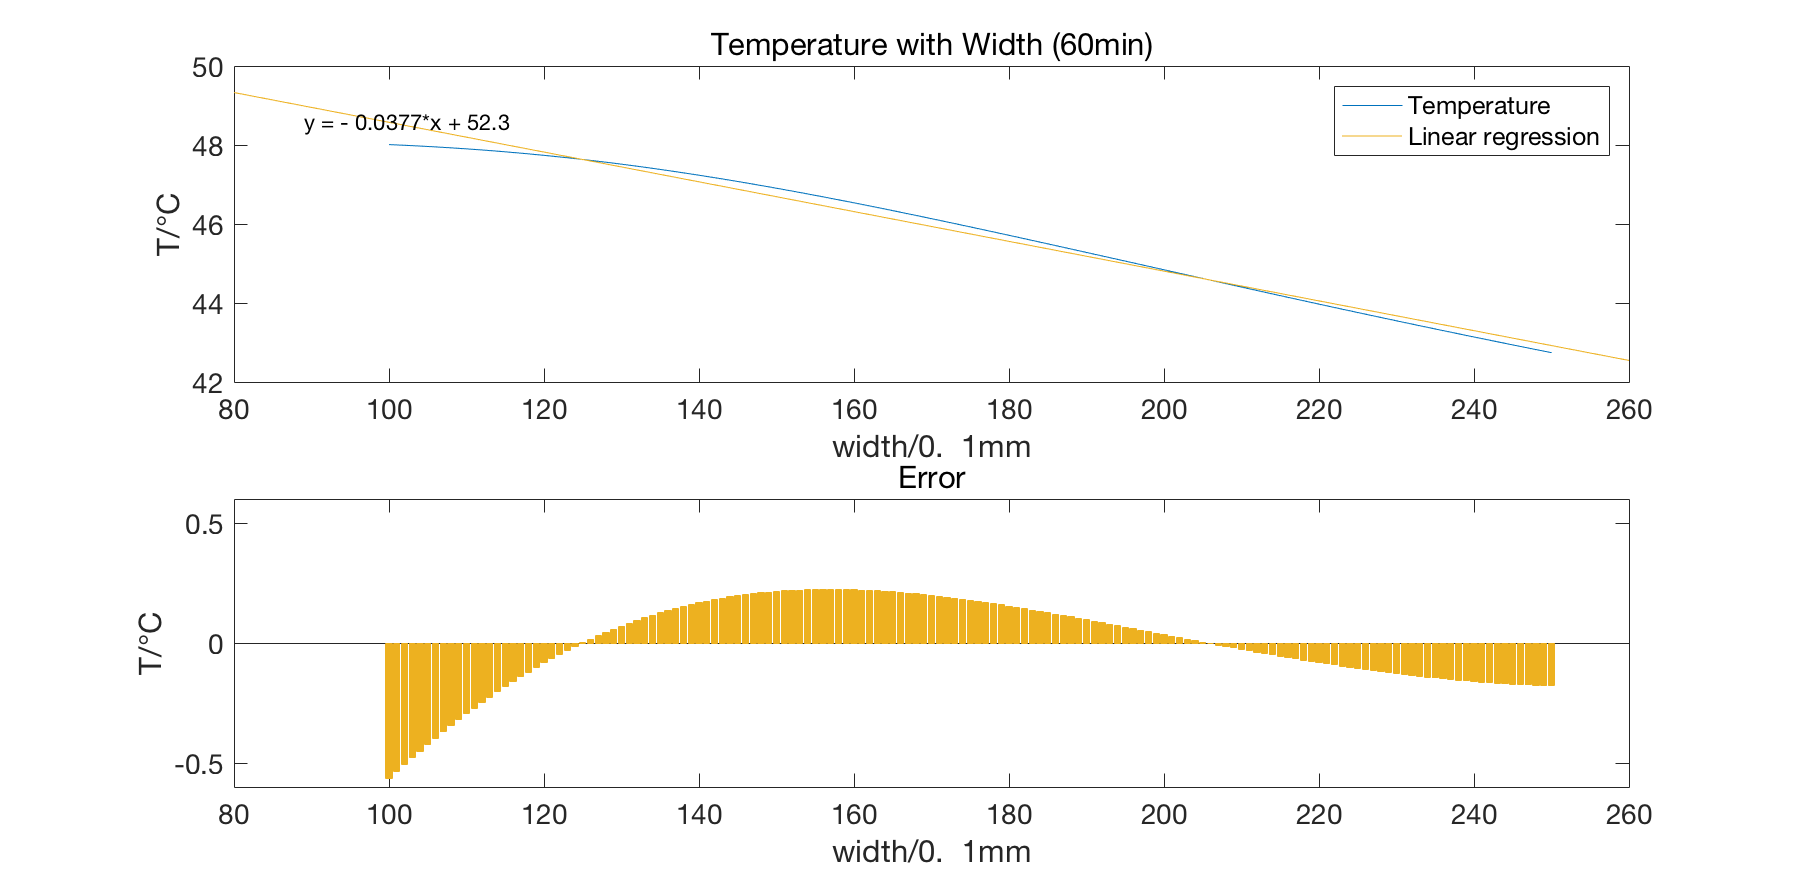 Temperature with Width (60min)
50
48
46
44
42
T/°C
y = - 0.0377*x + 52.3
Temperature
Linear regression
80 100 120 140 160 180 200 220 240 260
width/0. 1mm
Error
0.5
0
-0.5
T/°C
80 100 120 140 160 180 200 220 240 260
width/0. 1mm